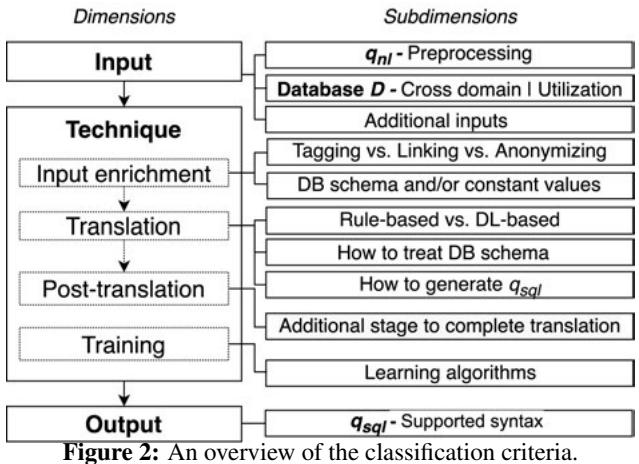 Dimensions
Subdimensions
Input
q_nl - Preprocessing
Database D - Cross domain | Utilization
Additional inputs
Technique
Input enrichment
Tagging vs. Linking vs. Anonymizing
DB schema and/or constant values
Translation
Rule-based vs. DL-based
How to treat DB schema
How to generate q_sql
Post-translation
Additional stage to complete translation
Training
Learning algorithms
Output
q_sql - Supported syntax
Figure 2: An overview of the classification criteria.